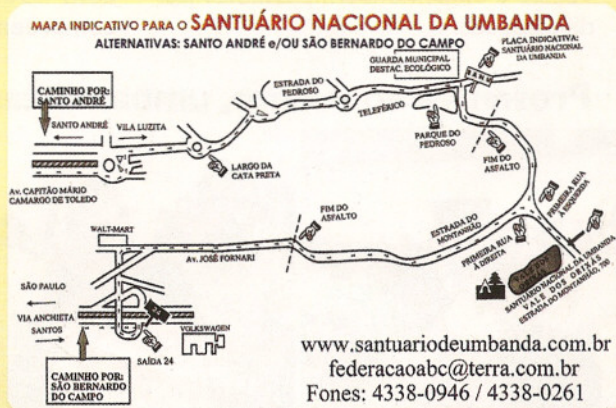 MAPA INDICATIVO PARA O SANTUÁRIO NACIONAL DA UMBANDA
ALTERNATIVAS: SANTO ANDRÉ e/OU SÃO BERNARDO DO CAMPO
CAMINHO POR:
SANTO ANDRÉ
SANTO ANDRÉ
VILA LUZITA
Av. CAPITÃO MÁRIO
CAMARGO DE TOLEDO
LARGO DA
CATA PRETA
ESTRADA DO
PEDROSO
TELEFÉRICO
GUARDA MUNICIPAL
DESTAC. ECOLÓGICO
PLACA INDICATIVA:
SANTUÁRIO NACIONAL
DA UMBANDA
PARQUE DO
PEDROSO
FIM DO
ASFALTO
PRIMEIRA RUA
À ESQUERDA
ESTRADA DO
MONTANHÃO
PRIMEIRA RUA
À DIREITA
SANTUÁRIO NACIONAL DA UMBANDA
VALE DOS ORIXÁS
ESTRADA DO MONTANHÃO, 700
FIM DO
ASFALTO
WALT-MART
Av. JOSÉ FORNARI
SÃO PAULO
VIA ANCHIETA
SANTOS
VOLKSWAGEN
SAÍDA 24
CAMINHO POR:
SÃO BERNARDO
DO CAMPO
www.santuariodeumbanda.com.br
federacaoabc@terra.com.br
Fones: 4338-0946 / 4338-0261